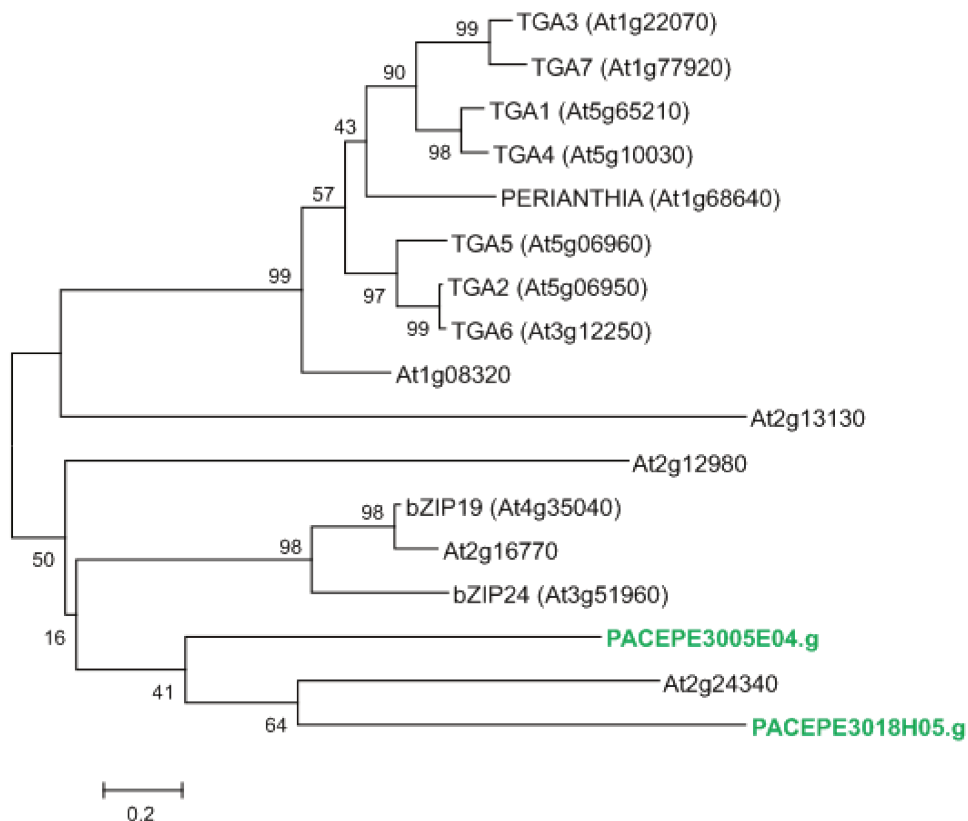 TGA3 (At1g22070)
99
TGA7 (At1g77920)
90
TGA1 (At5g65210)
43
98
TGA4 (At5g10030)
57
PERIANTHIA (At1g68640)
TGA5 (At5g06960)
99
97
TGA2 (At5g06950)
99
TGA6 (At3g12250)
At1g08320
At2g13130
At2g12980
98
bZIP19 (At4g35040)
98
At2g16770
50
bZIP24 (At3g51960)
16
PACEPE3005E04.g
41
At2g24340
64
PACEPE3018H05.g
0.2